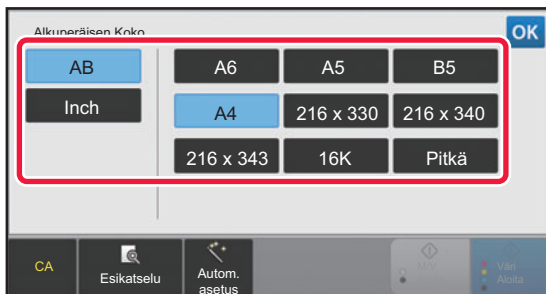 Alkuperäisen Koko
OK
AB
A6
A5
B5
Inch
A4
216 x 330
216 x 340
216 x 343
16K
Pitkä
CA
Esikatselu
Autom.
asetus
M/V
Väri
Aloita